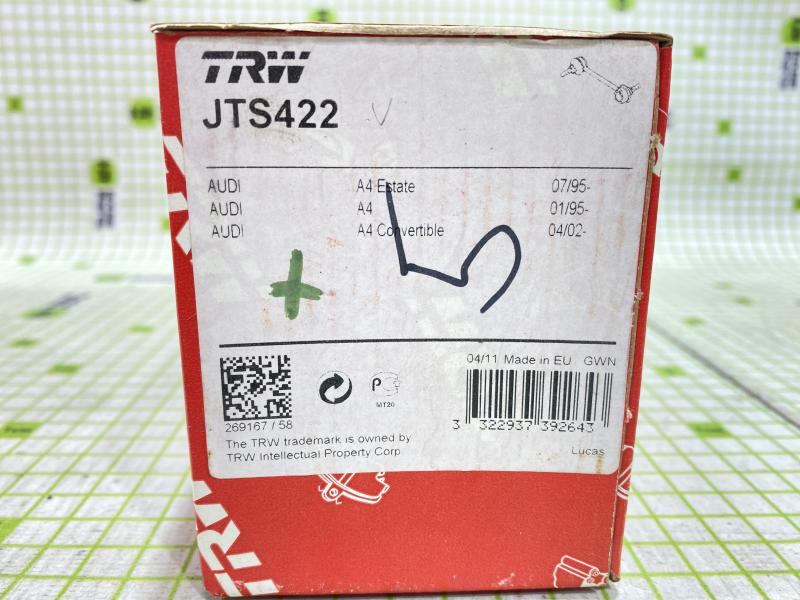 TRW
JTS422
V
AUDI A4 Estate 07/95-
AUDI A4 01/95-
AUDI A4 Convertible 04/02-
5
04/11 Made in EU GWN
MT20
269167 / 58
3 322937 392643
The TRW trademark is owned by
TRW Intellectual Property Corp
Lucas
TRW